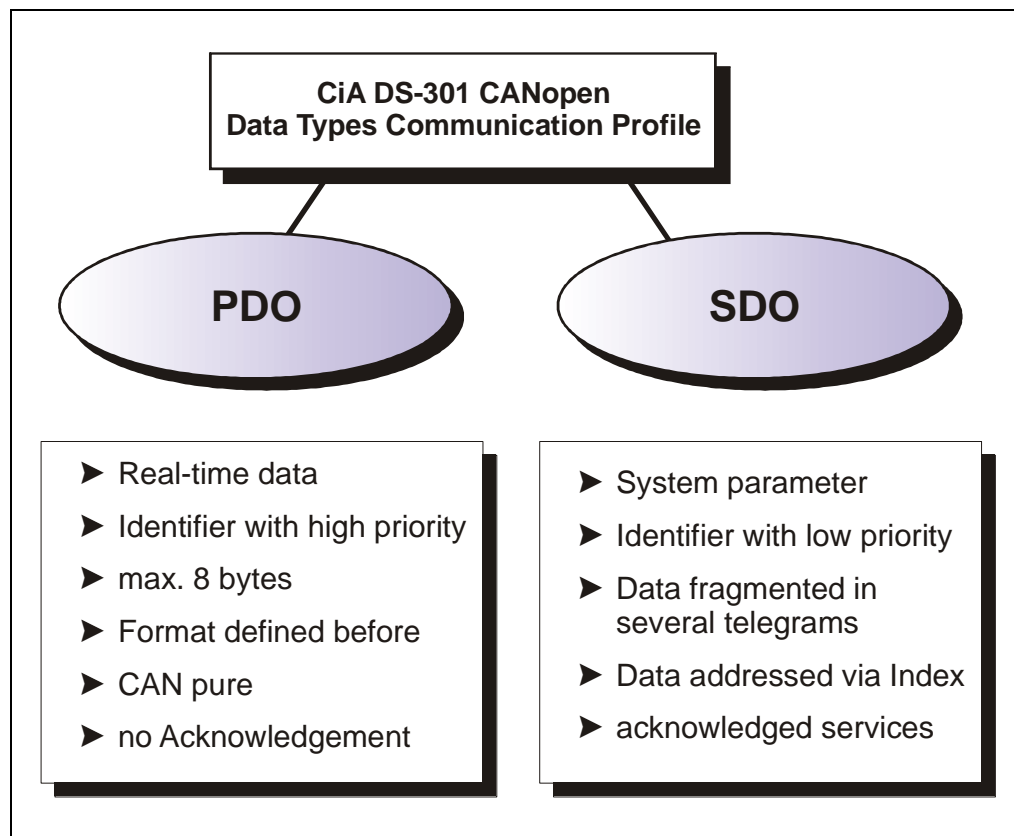 CiA DS-301 CANopen
Data Types Communication Profile
PDO
SDO
➤ Real-time data
➤ Identifier with high priority
➤ max. 8 bytes
➤ Format defined before
➤ CAN pure
➤ no Acknowledgement
➤ System parameter
➤ Identifier with low priority
➤ Data fragmented in
several telegrams
➤ Data addressed via Index
➤ acknowledged services